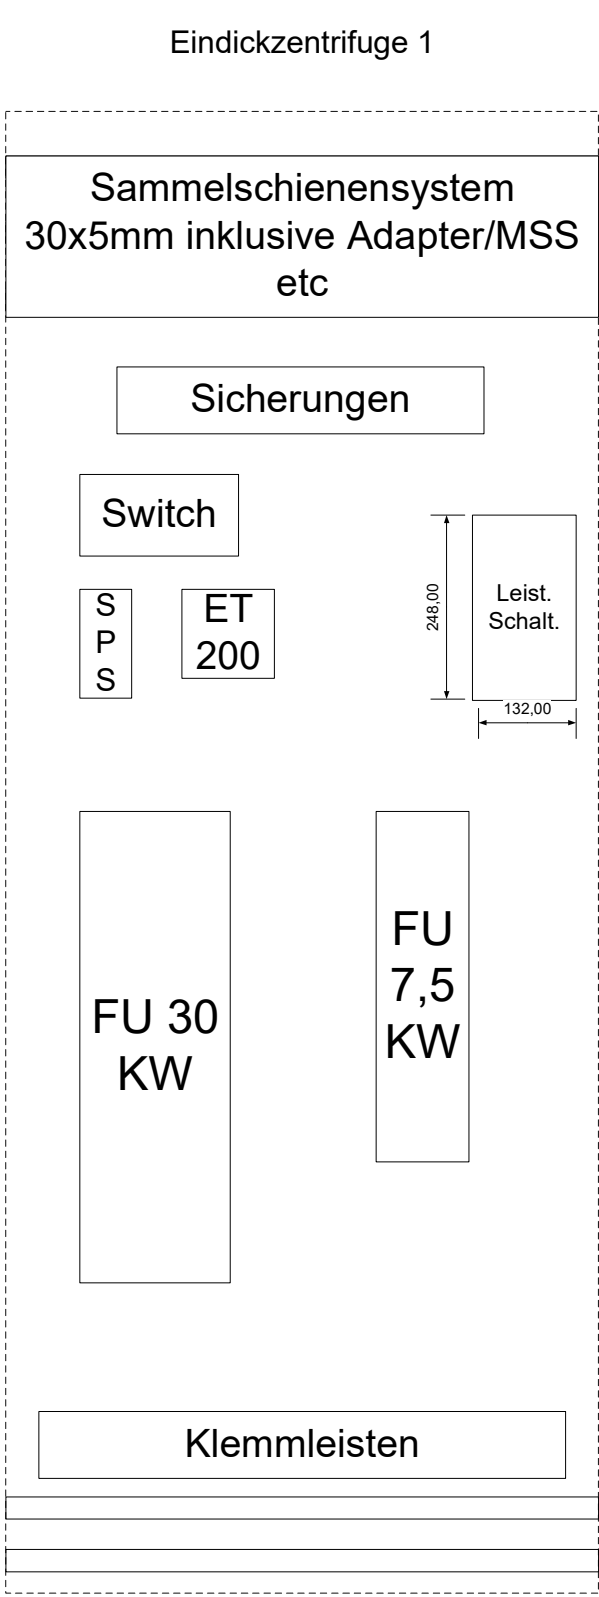 Eindickzentrifuge 1
Sammelschienensystem
30x5mm inklusive Adapter/MSS
etc
Sicherungen
Switch
S
P
S
ET
200
248,00
Leist.
Schalt.
132,00
FU 30
KW
FU
7,5
KW
Klemmleisten